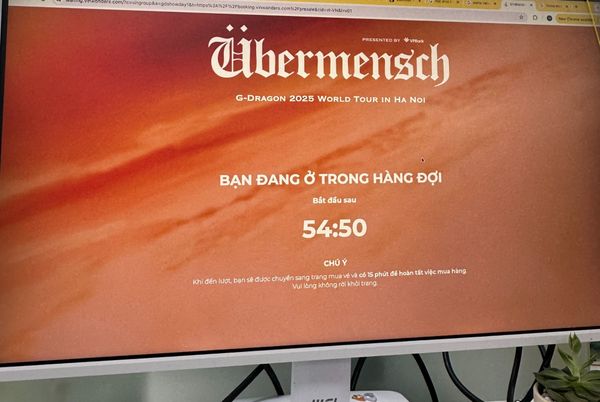 PRESENTED BY VPBank
Übermensch
G-DRAGON 2025 WORLD TOUR IN HA NOI
BẠN ĐANG Ở TRONG HÀNG ĐỢI
Bắt đầu sau
54:50
CHÚ Ý
Khi đến lượt, bạn sẽ được chuyển sang trang mua vé và có 15 phút để hoàn tất việc mua hàng.
Vui lòng không rời khỏi trang.